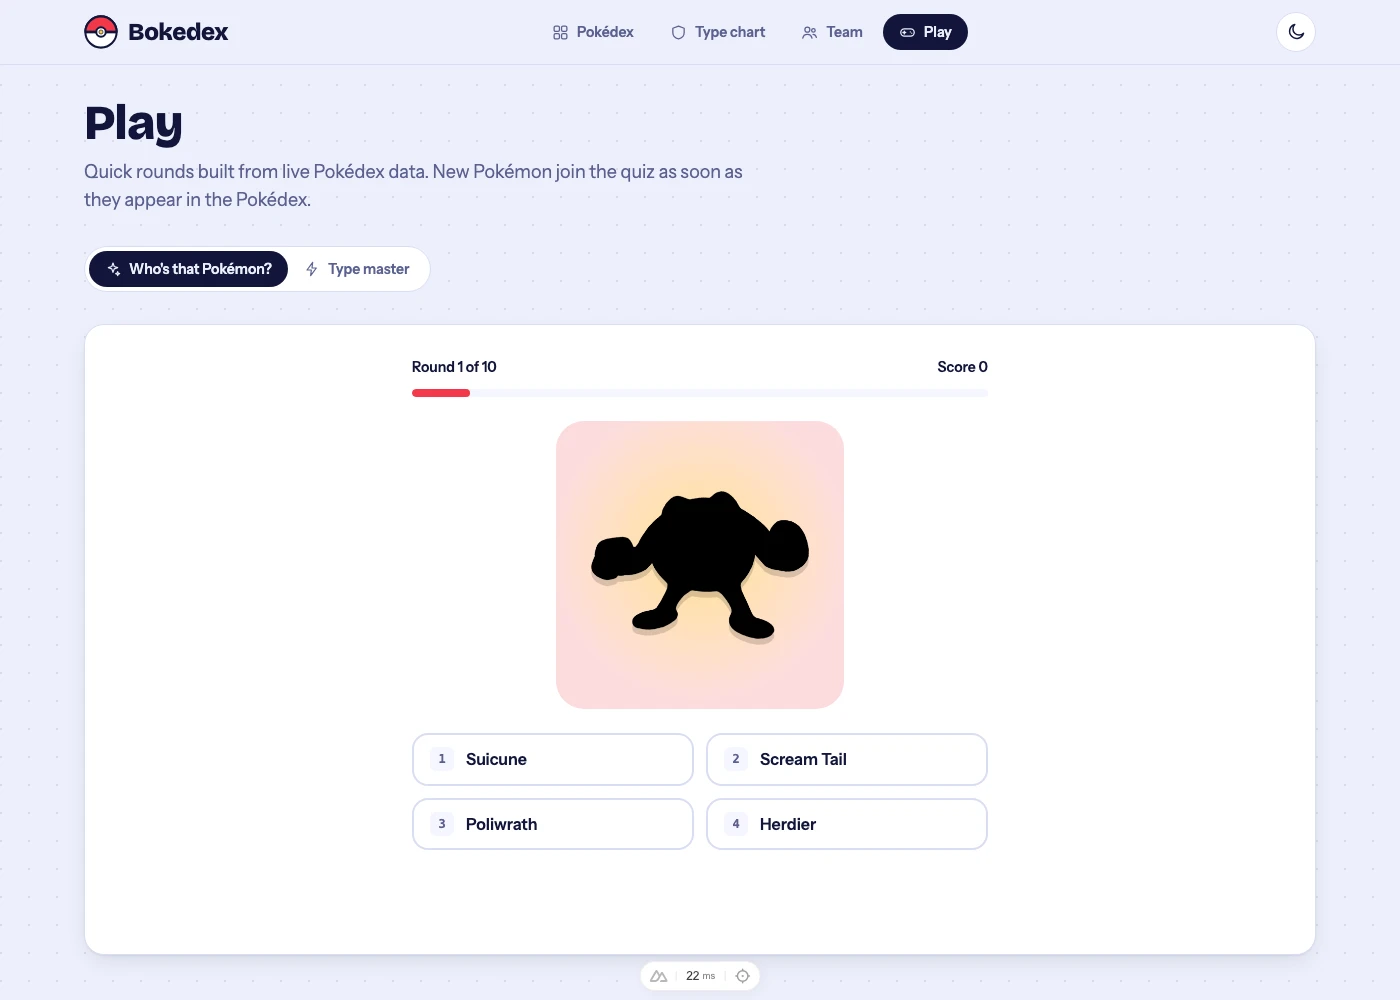 Bokedex
Pokédex
Type chart
Team
Play
Play
Quick rounds built from live Pokédex data. New Pokémon join the quiz as soon as
they appear in the Pokédex.
Who's that Pokémon?
Type master
Round 1 of 10
Score 0
1 Suicune
2 Scream Tail
3 Poliwrath
4 Herdier
22 ms